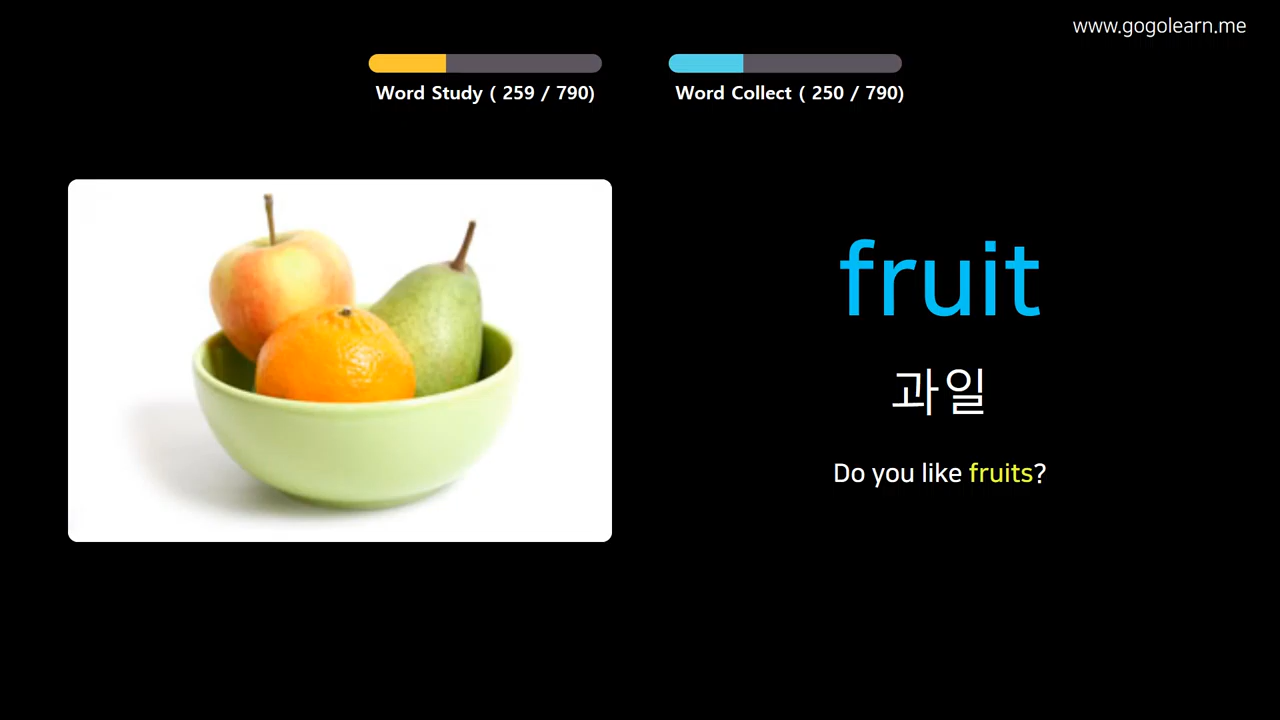 www.gogolearn.me
Word Study ( 259 / 790)
Word Collect ( 250 / 790)
fruit
과일
Do you like fruits?